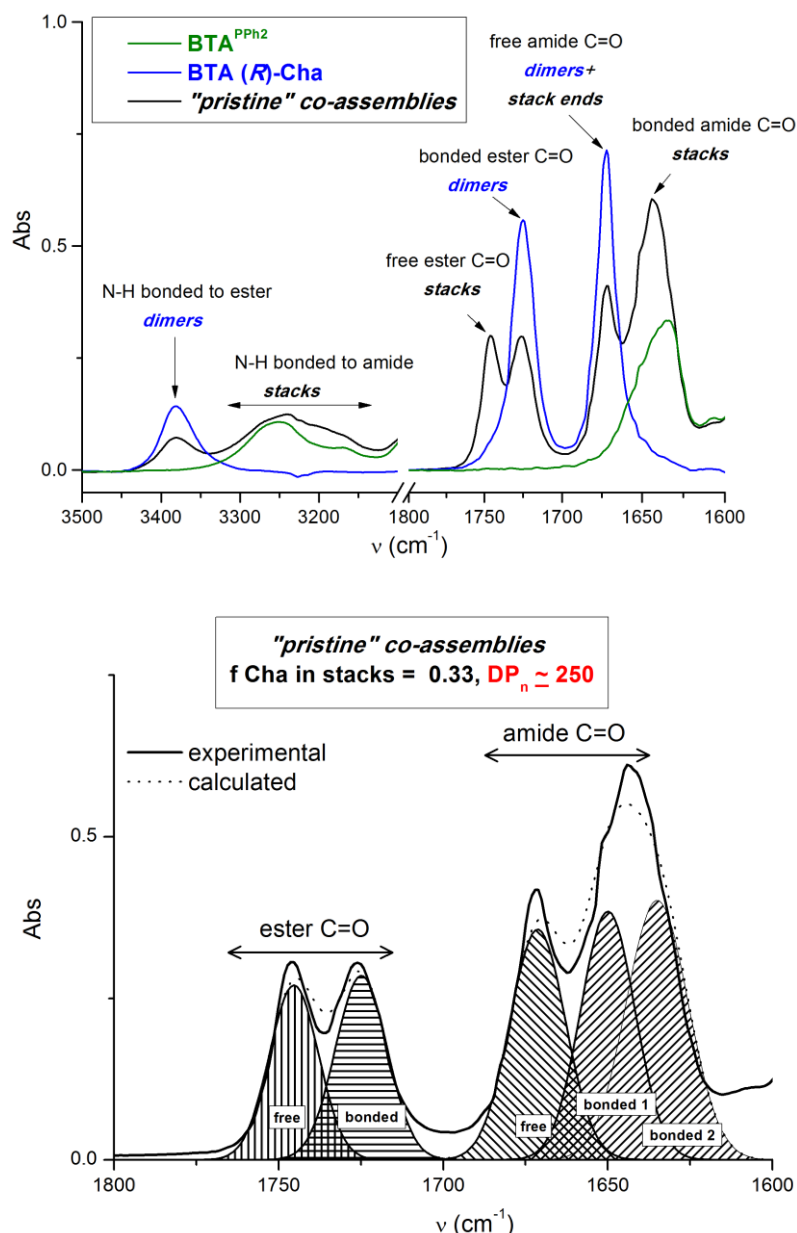 1.0
BTA^PPh2
BTA (R)-Cha
"pristine" co-assemblies
free amide C=O
dimers+
stack ends
bonded amide C=O
stacks
bonded ester C=O
dimers
free ester C=O
stacks
N-H bonded to ester
dimers
N-H bonded to amide
stacks
Abs
0.5
0.0
3500 3400 3300 3200 1800 1750 1700 1650 1600
ν (cm⁻¹)
"pristine" co-assemblies
f Cha in stacks = 0.33, DPₙ ≃ 250
amide C=O
experimental
calculated
0.5
ester C=O
Abs
free
bonded
free
bonded 1
bonded 2
0.0
1800 1750 1700 1650 1600
ν (cm⁻¹)